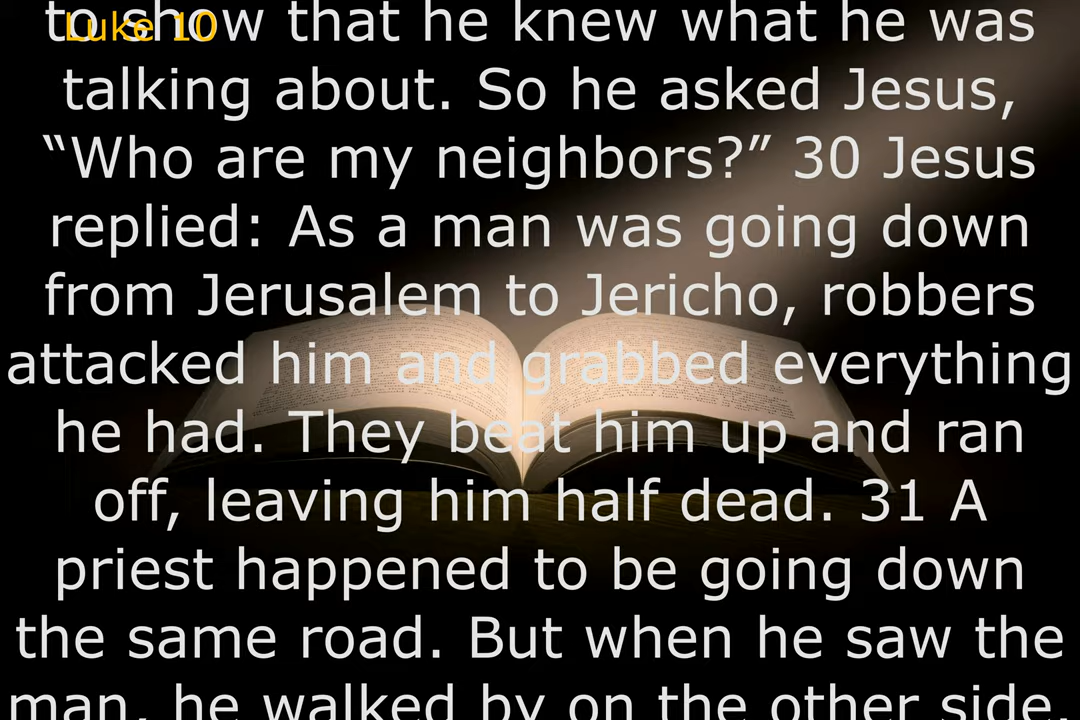 Luke 10
to show that he knew what he was
talking about. So he asked Jesus,
“Who are my neighbors?” 30 Jesus
replied: As a man was going down
from Jerusalem to Jericho, robbers
attacked him and grabbed everything
he had. They beat him up and ran
off, leaving him half dead. 31 A
priest happened to be going down
the same road. But when he saw the
man, he walked by on the other side.